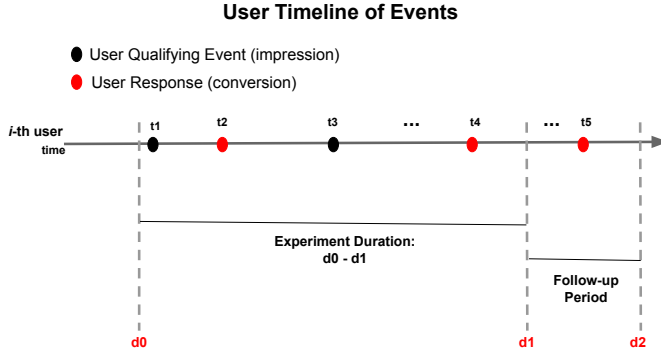 User Timeline of Events
User Qualifying Event (impression)
User Response (conversion)
t1 t2 t3 ... t4 ... t5
i-th user
time
Experiment Duration:
d0 - d1
Follow-up
Period
d0 d1 d2